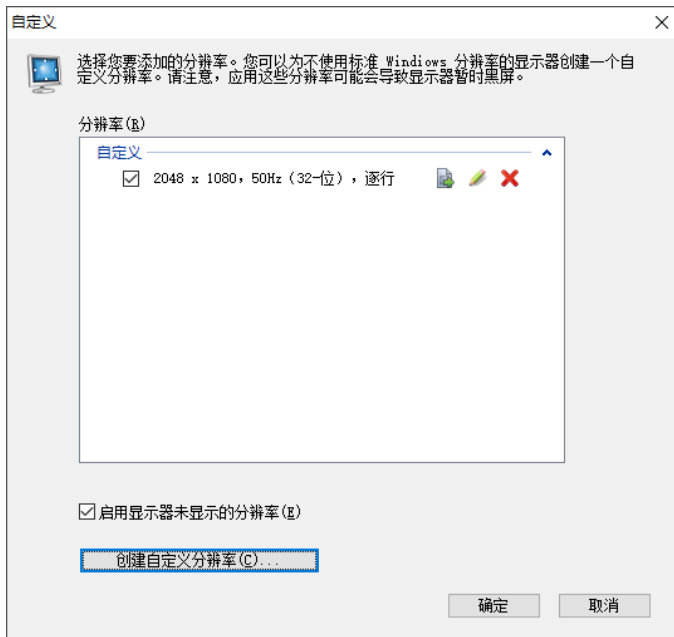 自定义
选择您要添加的分辨率。您可以为不使用标准 Windiows 分辨率的显示器创建一个自
定义分辨率。请注意，应用这些分辨率可能会导致显示器暂时黑屏。
分辨率(R)
自定义
2048 x 1080，50Hz (32-位)，逐行
启用显示器未显示的分辨率(E)
创建自定义分辨率(C)...
确定
取消